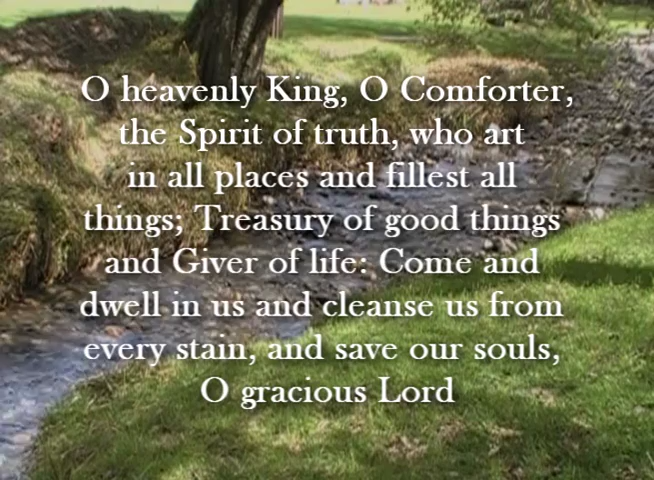 O heavenly King, O Comforter,
the Spirit of truth, who art
in all places and fillest all
things; Treasury of good things
and Giver of life: Come and
dwell in us and cleanse us from
every stain, and save our souls,
O gracious Lord